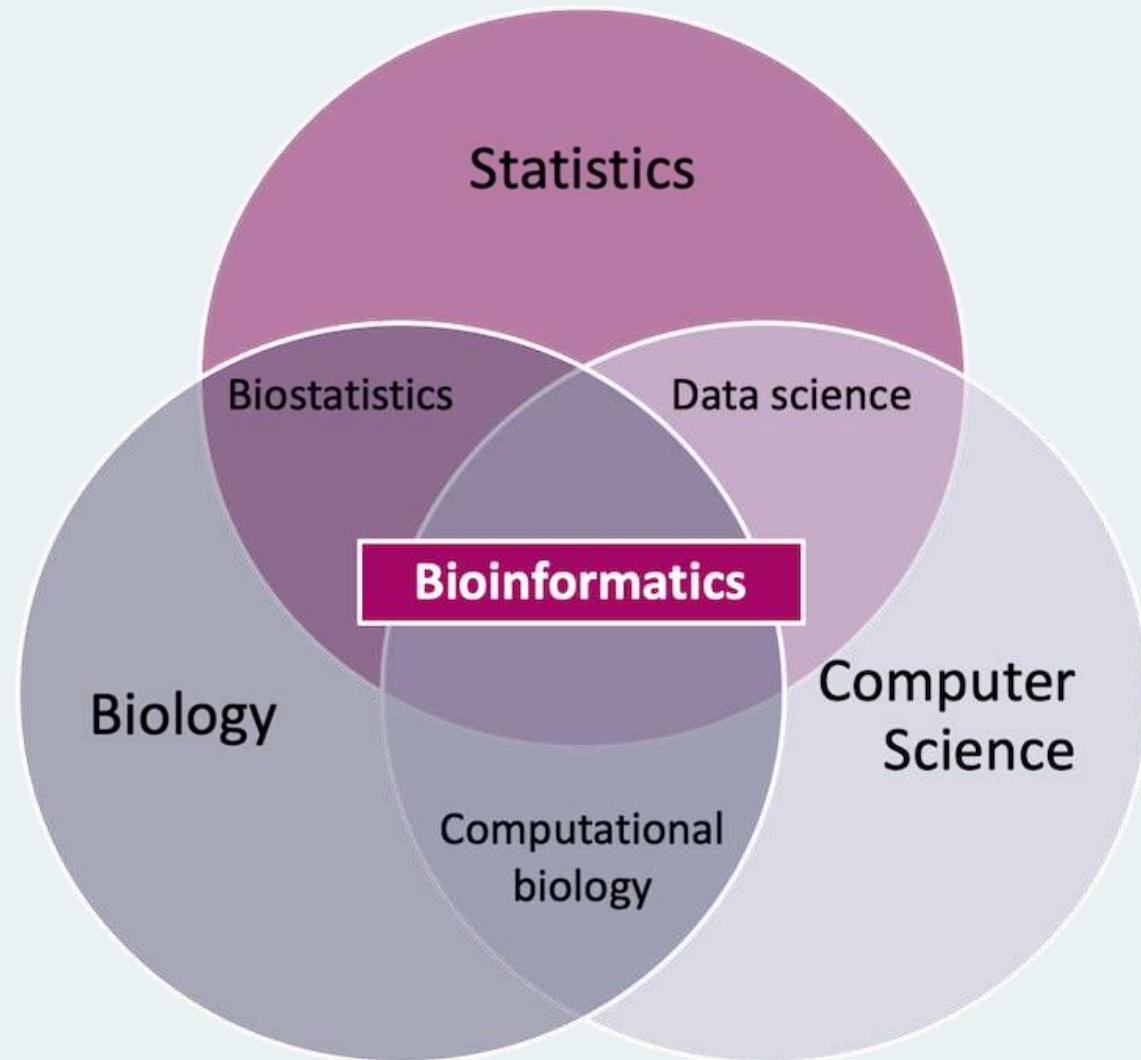 Statistics
Biostatistics
Data science
Bioinformatics
Biology
Computer
Science
Computational
biology